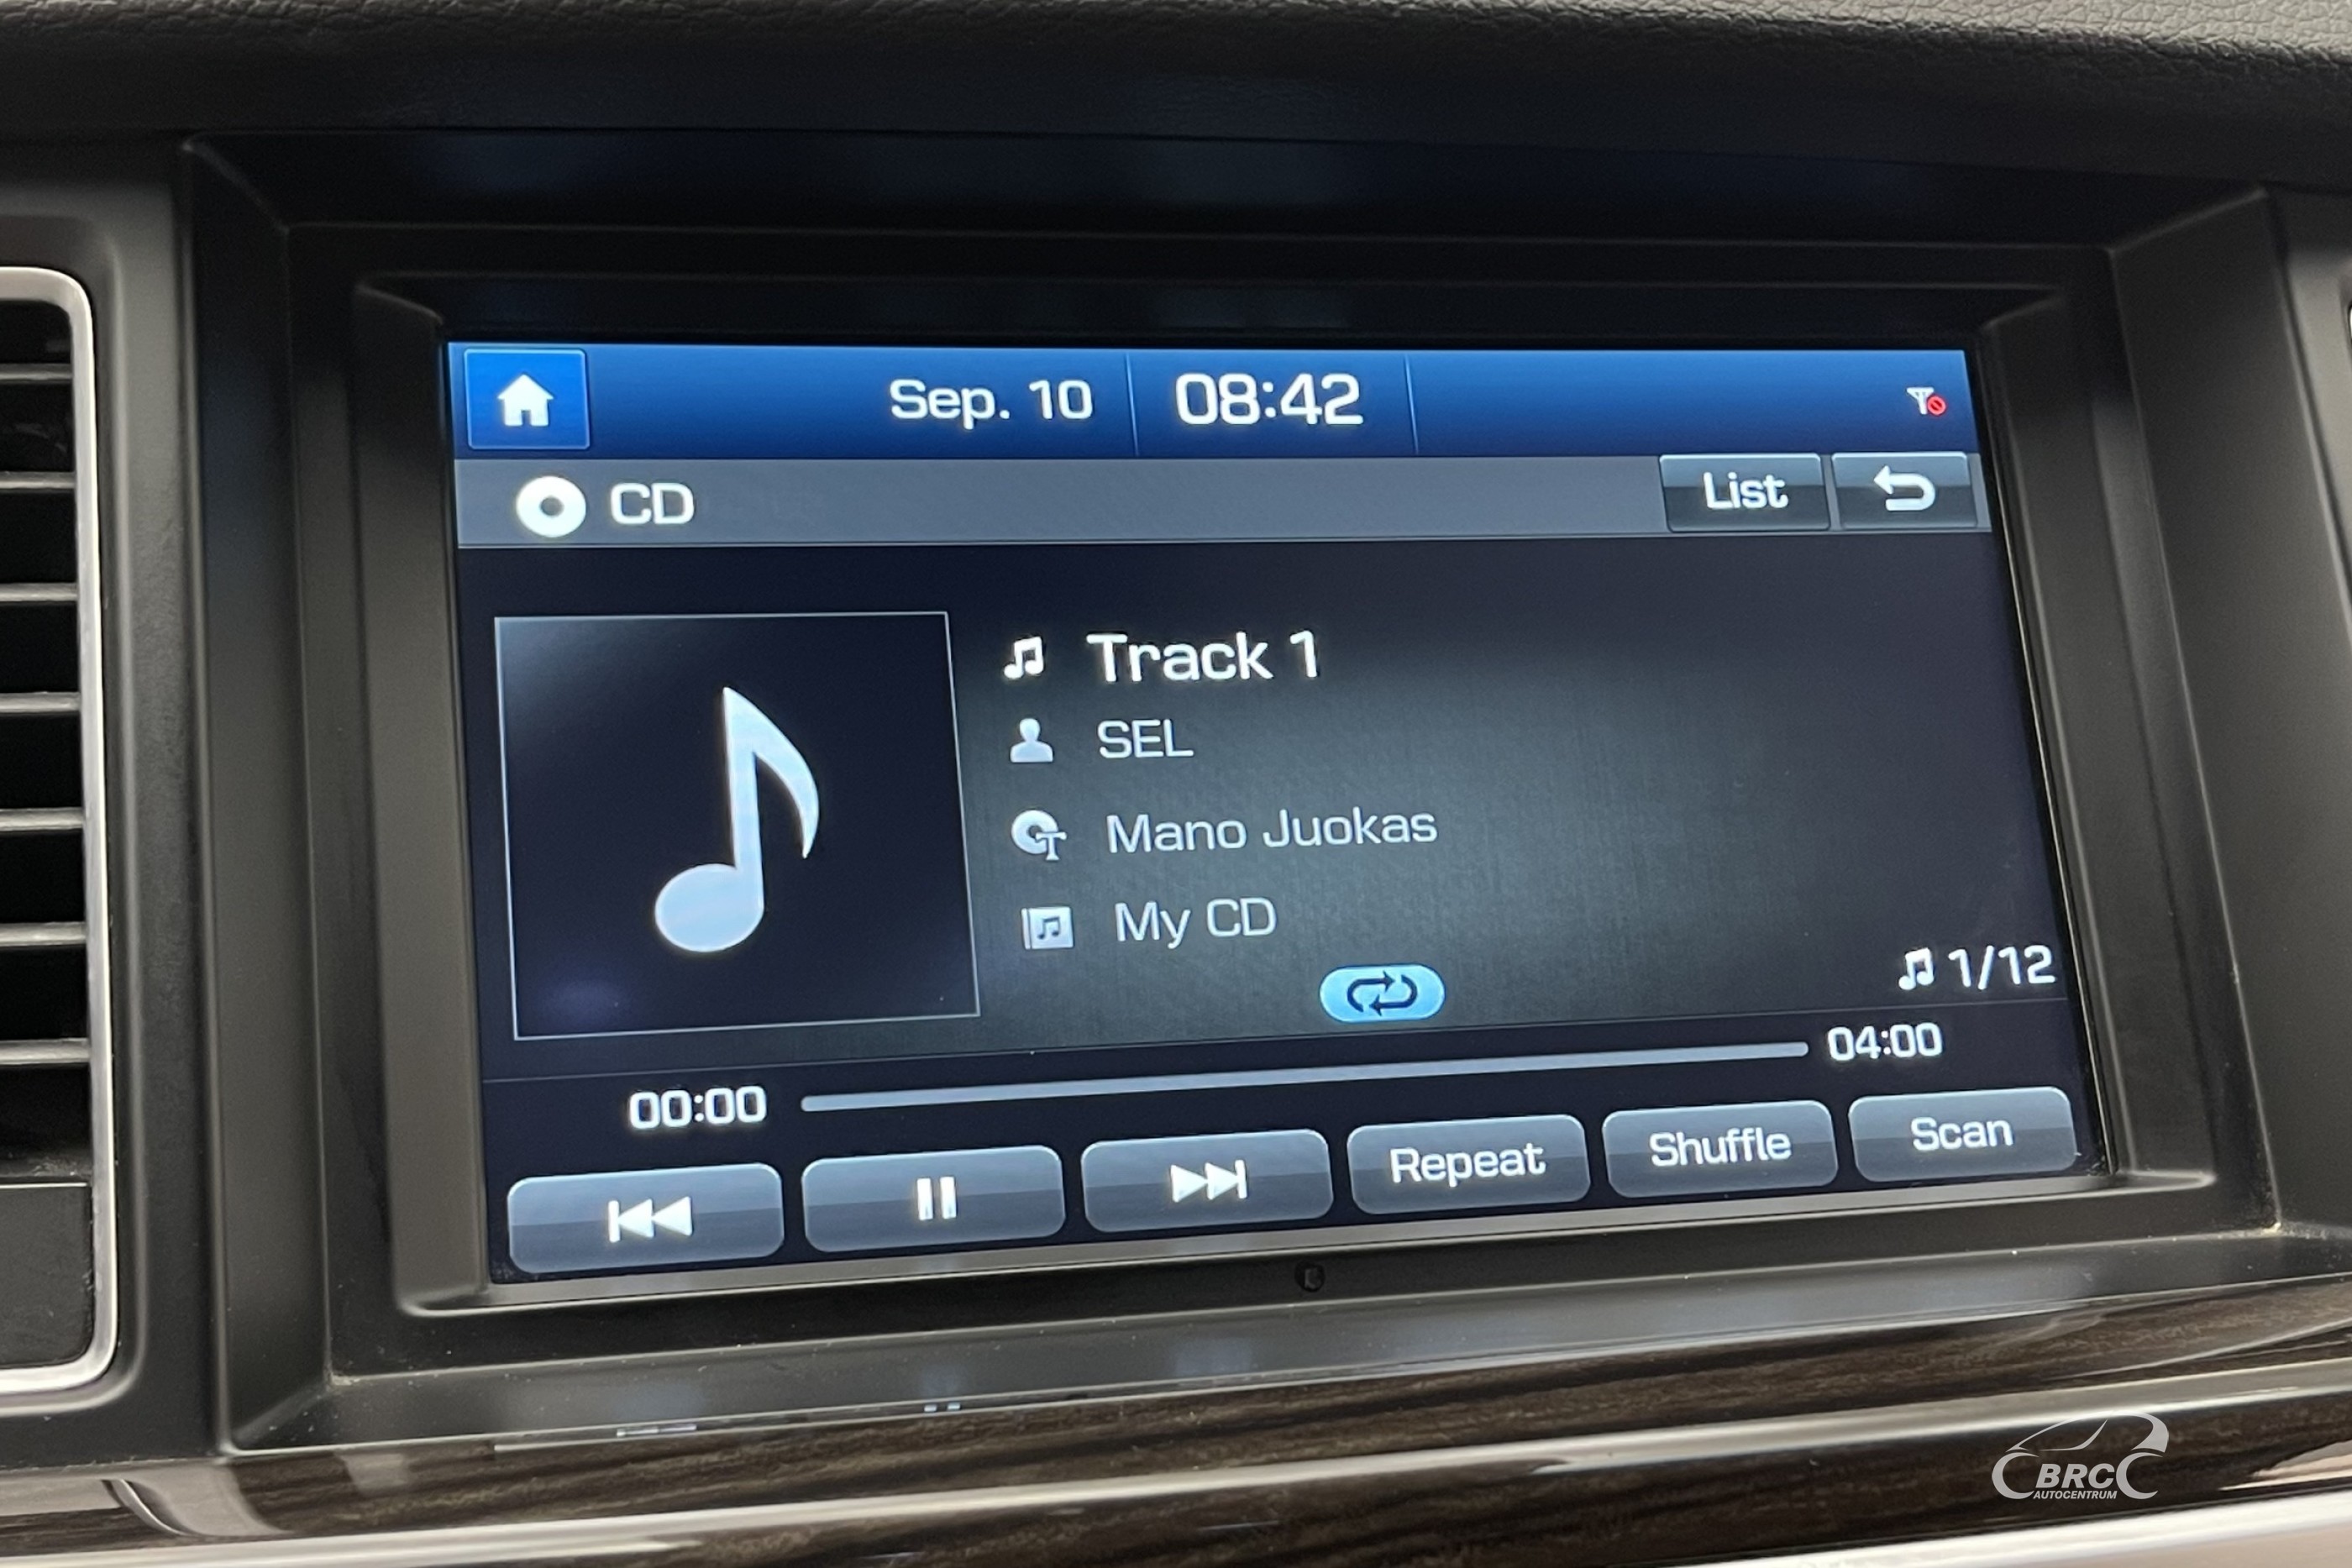 Sep. 10 08:42
CD List
Track 1
SEL
Mano Juokas
My CD
1/12
00:00 04:00
Repeat Shuffle Scan
BRC
AUTOCENTRUM